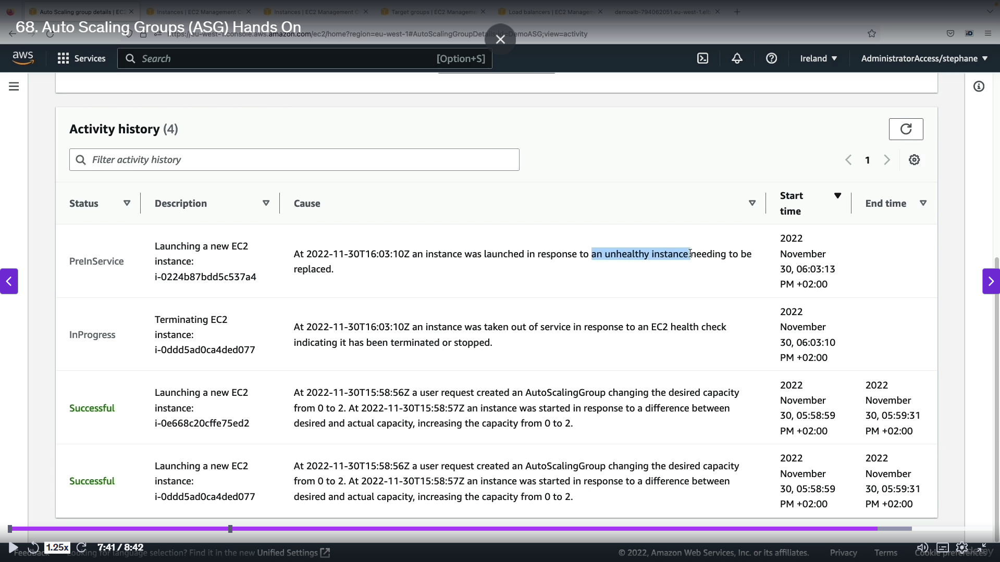 Auto Scaling group details | EC2
Instances | EC2 Management C
Instances | EC2 Management C
Target groups | EC2 Manageme
Load balancers | EC2 Managem
demoalb-794062051.eu-west-1.elb
68. Auto Scaling Groups (ASG) Hands On
https://eu-west-1.console.aws.amazon.com/ec2/home?region=eu-west-1#AutoScalingGroupDetails:id=DemoASG;view=activity
aws
Services
Search
[Option+S]
Ireland
AdministratorAccess/stephane
Activity history (4)
Filter activity history
1
Status
Description
Cause
Start
time
End time
PreInService
Launching a new EC2
instance:
i-0224b87bdd5c537a4
At 2022-11-30T16:03:10Z an instance was launched in response to an unhealthy instance needing to be
replaced.
2022
November
30, 06:03:13
PM +02:00
InProgress
Terminating EC2
instance:
i-0ddd5ad0ca4ded077
At 2022-11-30T16:03:10Z an instance was taken out of service in response to an EC2 health check
indicating it has been terminated or stopped.
2022
November
30, 06:03:10
PM +02:00
Successful
Launching a new EC2
instance:
i-0e668c20cffe75ed2
At 2022-11-30T15:58:56Z a user request created an AutoScalingGroup changing the desired capacity
from 0 to 2. At 2022-11-30T15:58:57Z an instance was started in response to a difference between
desired and actual capacity, increasing the capacity from 0 to 2.
2022
November
30, 05:58:59
PM +02:00
2022
November
30, 05:59:31
PM +02:00
Successful
Launching a new EC2
instance:
i-0ddd5ad0ca4ded077
At 2022-11-30T15:58:56Z a user request created an AutoScalingGroup changing the desired capacity
from 0 to 2. At 2022-11-30T15:58:57Z an instance was started in response to a difference between
desired and actual capacity, increasing the capacity from 0 to 2.
2022
November
30, 05:58:59
PM +02:00
2022
November
30, 05:59:31
PM +02:00
1.25x
7:41 / 8:42
Feedback
Looking for language selection? Find it in the new Unified Settings
© 2022, Amazon Web Services, Inc. or its affiliates.
Privacy
Terms
Cookie preferences